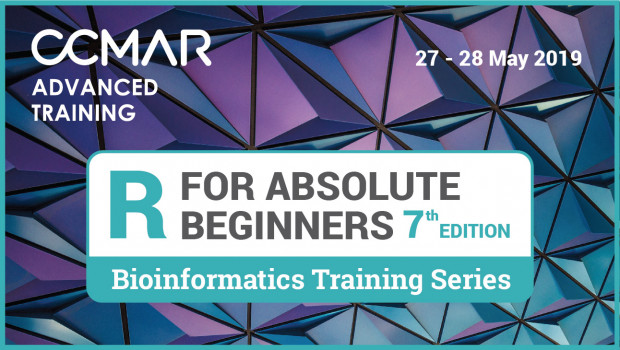 CCMAR
ADVANCED
TRAINING
27 - 28 May 2019
R FOR ABSOLUTE
BEGINNERS 7th EDITION
Bioinformatics Training Series